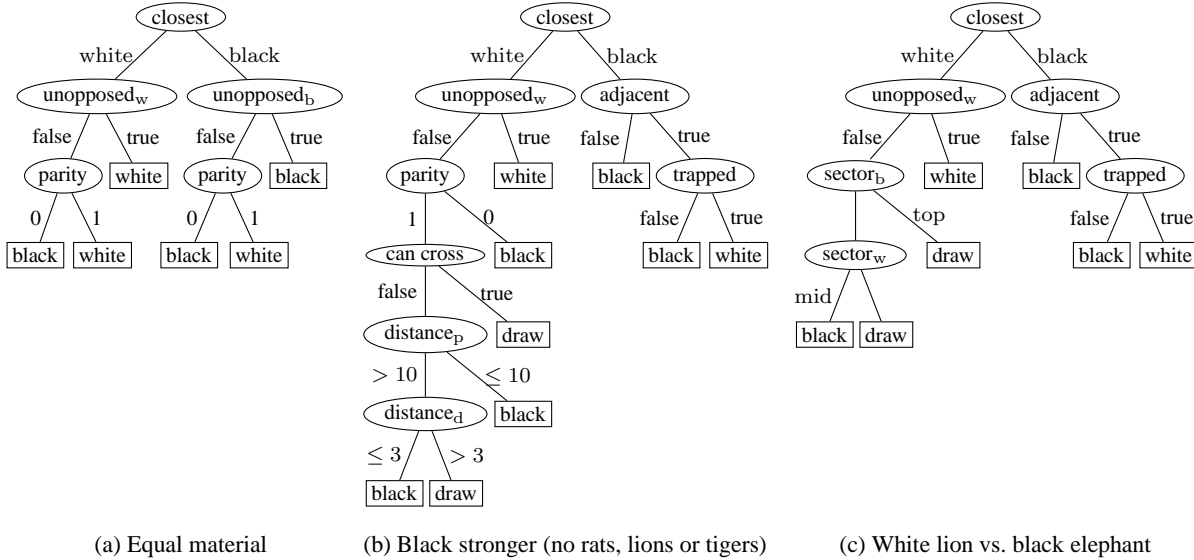 closest
white
black
unopposed_w
unopposed_b
false
true
false
true
parity
white
parity
black
0
1
0
1
black
white
black
white
(a) Equal material
closest
white
black
unopposed_w
adjacent
false
true
false
true
parity
white
black
trapped
1
0
false
true
can cross
black
black
white
false
true
distance_p
draw
> 10
≤ 10
distance_d
black
≤ 3
> 3
black
draw
(b) Black stronger (no rats, lions or tigers)
closest
white
black
unopposed_w
adjacent
false
true
false
true
sector_b
white
black
trapped
top
false
true
sector_w
draw
black
white
mid
black
draw
(c) White lion vs. black elephant